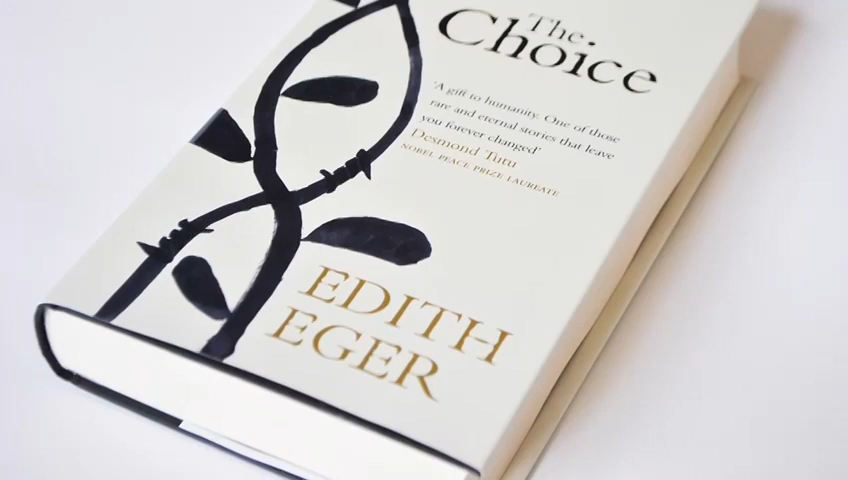 The
Choice
'A gift to humanity. One of those
rare and eternal stories that leave
you forever changed'
Desmond Tutu
NOBEL PEACE PRIZE LAUREATE
EDITH
EGER